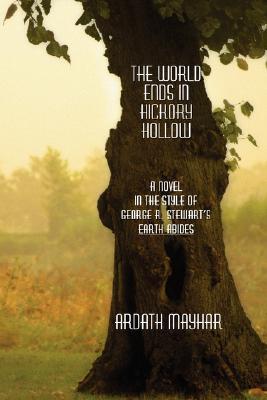 THE WORLD
ENDS IN
HICKORY
HOLLOW
A NOVEL
IN THE STYLE OF
GEORGE R. STEWART'S
EARTH ABIDES
ARDATH MAYHAR